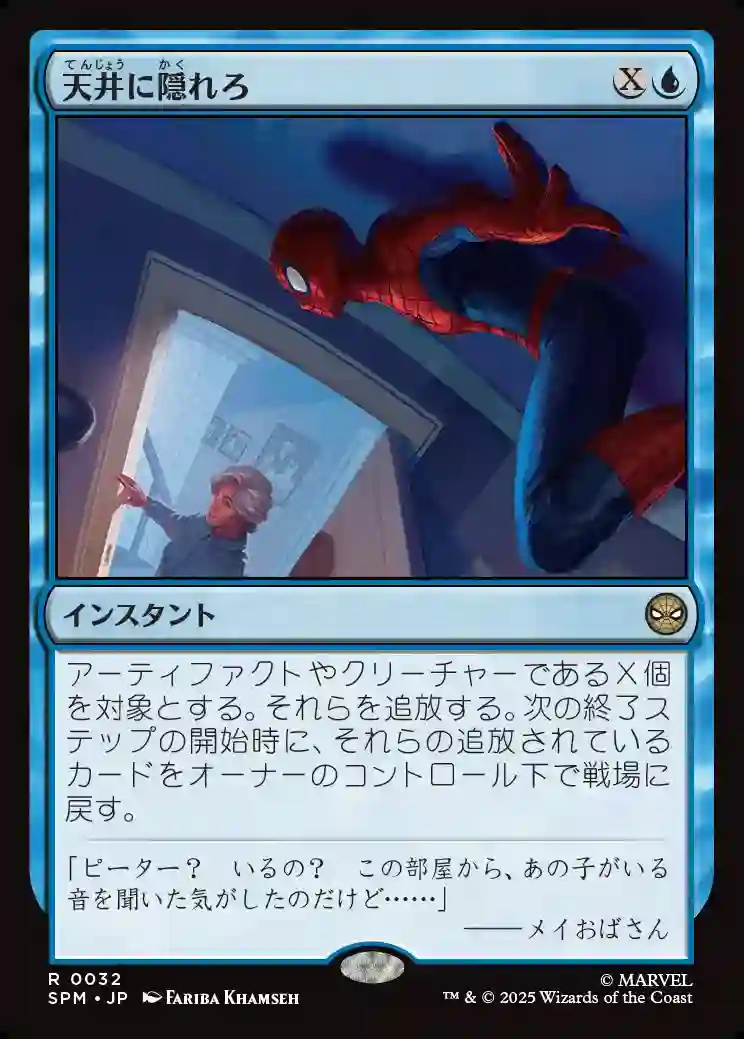 天井に隠れろ
てんじょう かく
X
インスタント
アーティファクトやクリーチャーであるX個
を対象とする。それらを追放する。次の終了ス
テップの開始時に、それらの追放されている
カードをオーナーのコントロール下で戦場に
戻す。
「ピーター？　いるの？　この部屋から、あの子がいる
音を聞いた気がしたのだけど……」
——メイおばさん
R 0032
SPM • JP FARIBA KHAMSEH
© MARVEL
™ & © 2025 Wizards of the Coast